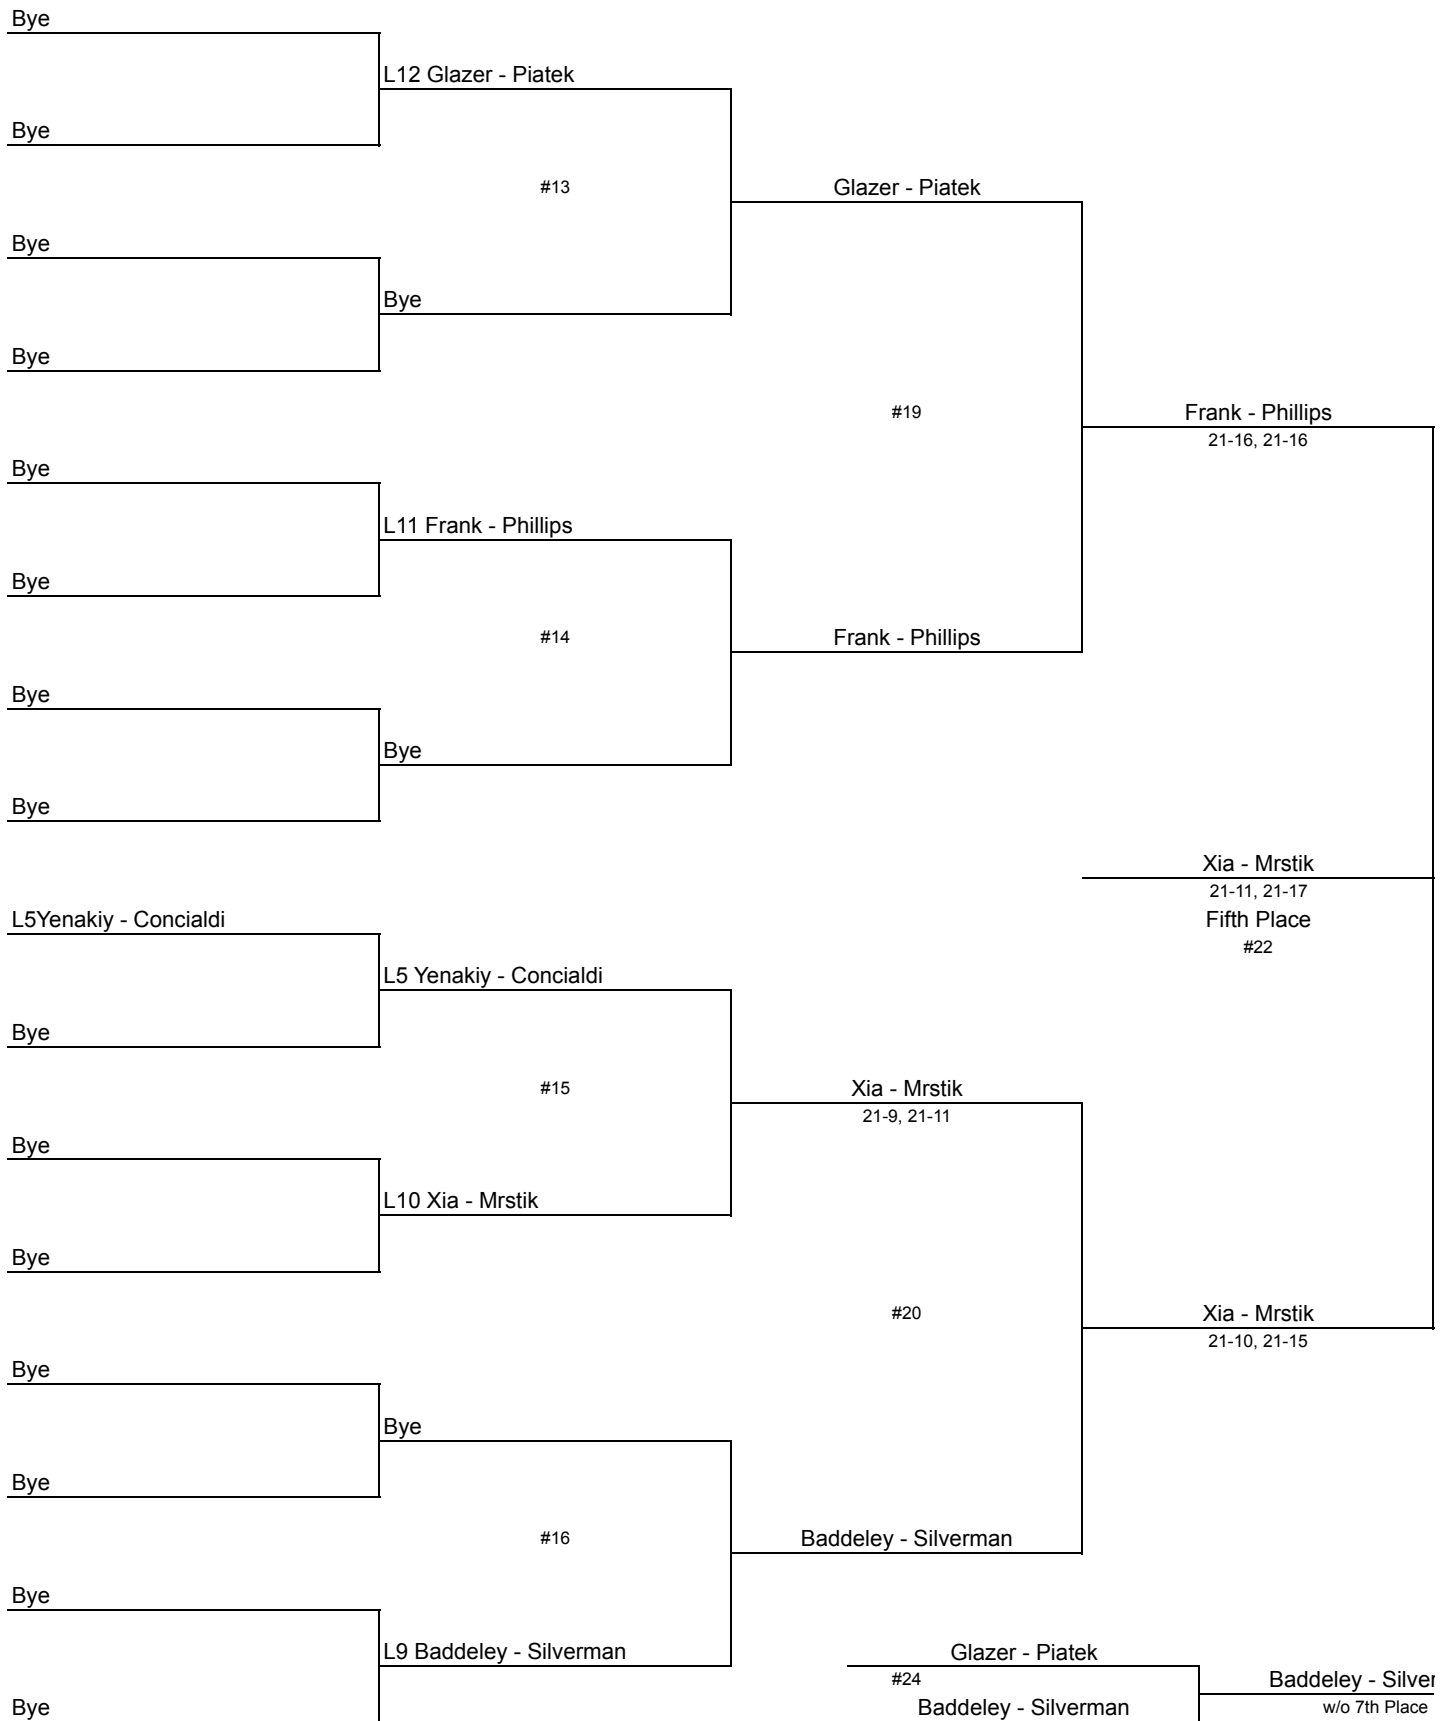 Bye
L12 Glazer - Piatek
Bye
#13
Glazer - Piatek
Bye
Bye
Bye
#19
Frank - Phillips
21-16, 21-16
Bye
L11 Frank - Phillips
Bye
#14
Frank - Phillips
Bye
Bye
Bye
Xia - Mrstik
21-11, 21-17
L5Yenakiy - Concialdi
Fifth Place
#22
L5 Yenakiy - Concialdi
Bye
#15
Xia - Mrstik
21-9, 21-11
Bye
L10 Xia - Mrstik
Bye
#20
Xia - Mrstik
21-10, 21-15
Bye
Bye
Bye
#16
Baddeley - Silverman
Bye
L9 Baddeley - Silverman
Glazer - Piatek
#24
Baddeley - Silver
Bye
Baddeley - Silverman
w/o 7th Place